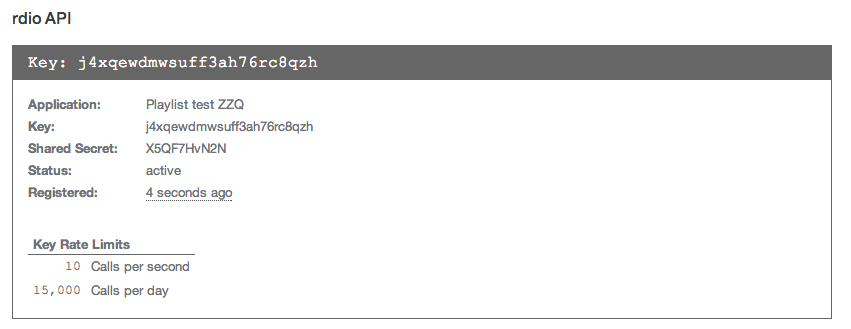 rdio API
Key: j4xqewdmwsuff3ah76rc8qzh
Application: Playlist test ZZQ
Key: j4xqewdmwsuff3ah76rc8qzh
Shared Secret: X5QF7HvN2N
Status: active
Registered: 4 seconds ago
Key Rate Limits
10 Calls per second
15,000 Calls per day